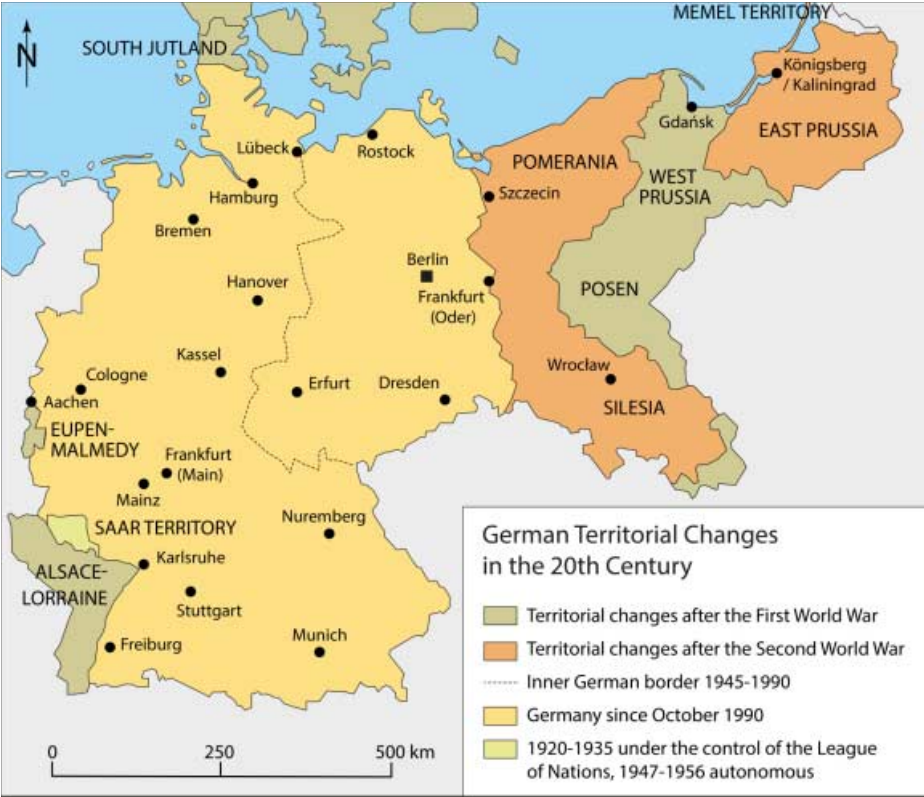 MEMEL TERRITORY
SOUTH JUTLAND
N
Königsberg
/ Kaliningrad
Gdańsk
EAST PRUSSIA
Lübeck
Rostock
POMERANIA
WEST
PRUSSIA
Hamburg
Szczecin
Bremen
Berlin
Hanover
Frankfurt
(Oder)
POSEN
Kassel
Wrocław
Cologne
Erfurt
Dresden
Aachen
SILESIA
EUPEN-
MALMEDY
Frankfurt
(Main)
Mainz
SAAR TERRITORY
Nuremberg
Karlsruhe
ALSACE-
LORRAINE
Stuttgart
Freiburg
Munich
0 250 500 km
German Territorial Changes
in the 20th Century
Territorial changes after the First World War
Territorial changes after the Second World War
Inner German border 1945-1990
Germany since October 1990
1920-1935 under the control of the League
of Nations, 1947-1956 autonomous